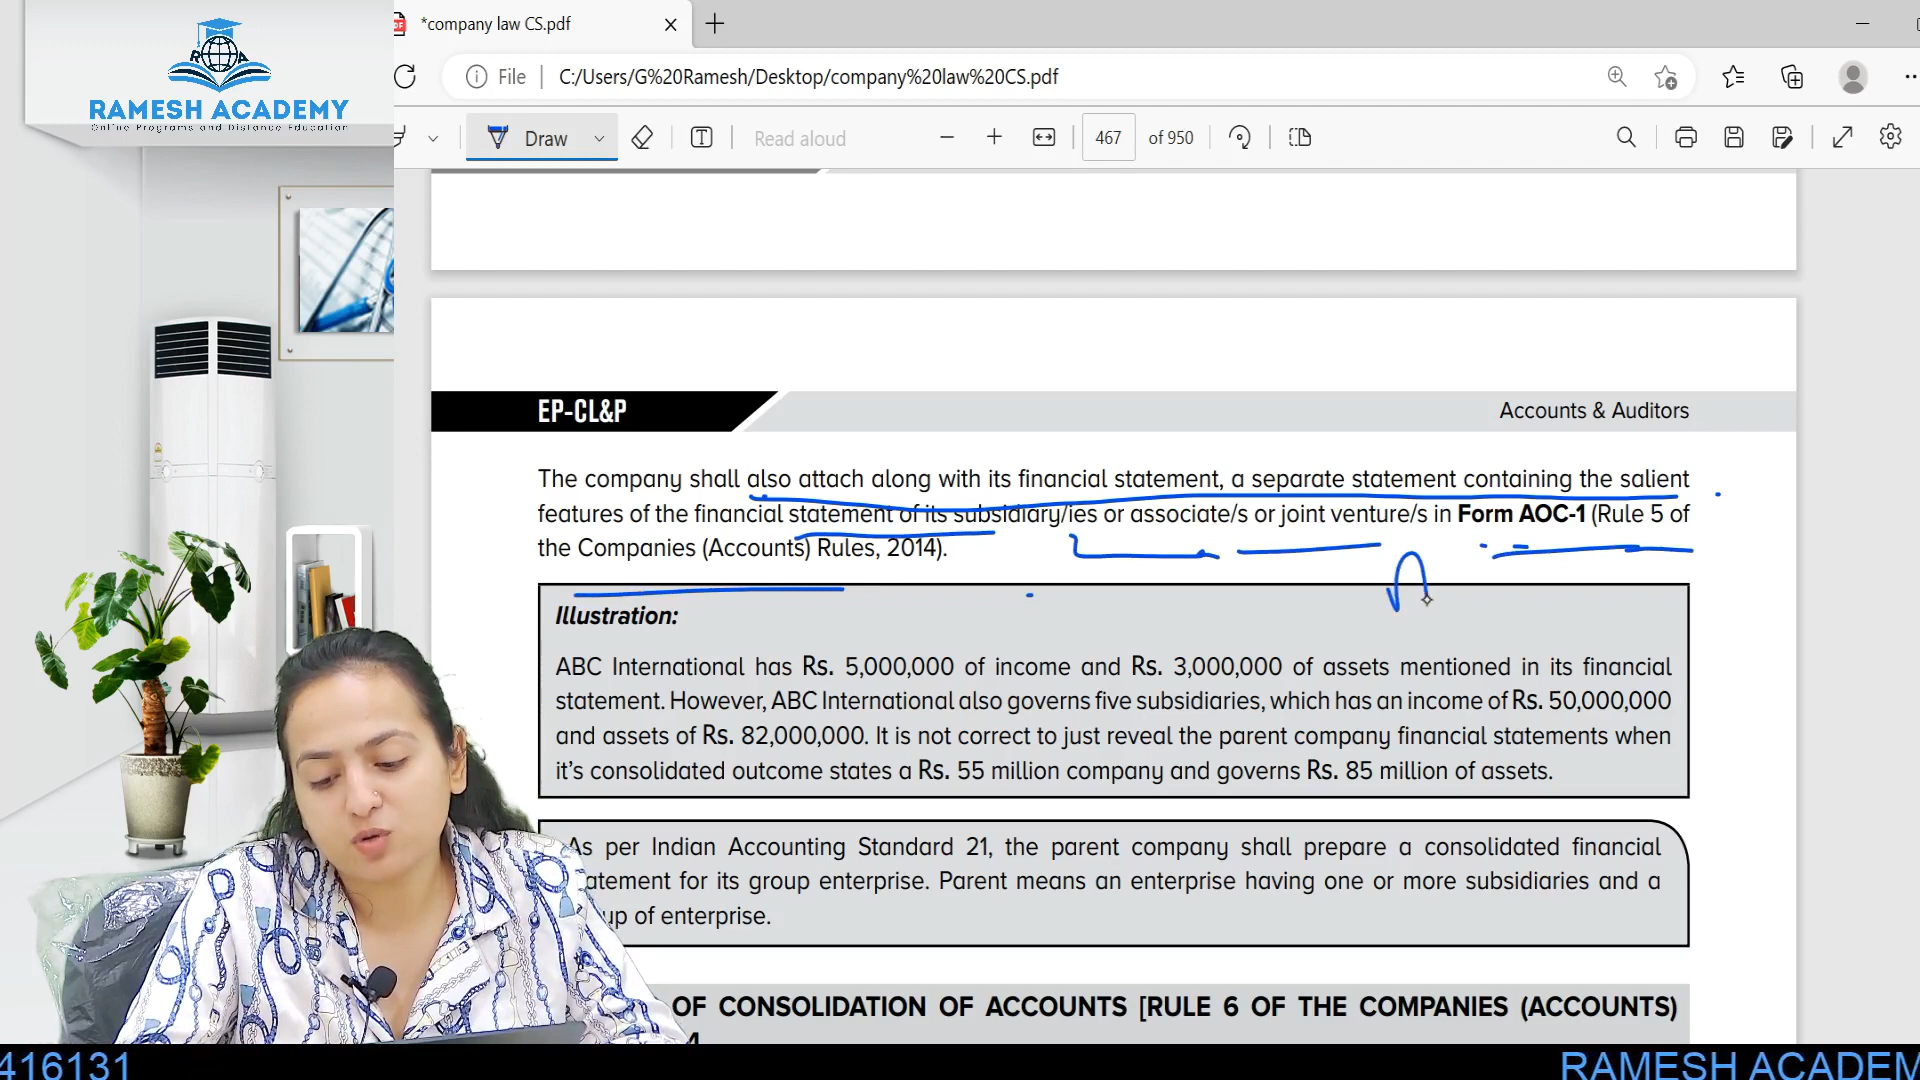 *company law CS.pdf
RA
RAMESH ACADEMY
Online Programs and Distance Education
File
C:/Users/G%20Ramesh/Desktop/company%20law%20CS.pdf
Draw
Read aloud
467
of 950
EP-CL&P
Accounts & Auditors
The company shall also attach along with its financial statement, a separate statement containing the salient
features of the financial statement of its subsidiary/ies or associate/s or joint venture/s in Form AOC-1 (Rule 5 of
the Companies (Accounts) Rules, 2014).
Illustration:
ABC International has Rs. 5,000,000 of income and Rs. 3,000,000 of assets mentioned in its financial
statement. However, ABC International also governs five subsidiaries, which has an income of Rs. 50,000,000
and assets of Rs. 82,000,000. It is not correct to just reveal the parent company financial statements when
it's consolidated outcome states a Rs. 55 million company and governs Rs. 85 million of assets.
As per Indian Accounting Standard 21, the parent company shall prepare a consolidated financial
atement for its group enterprise. Parent means an enterprise having one or more subsidiaries and a
up of enterprise.
OF CONSOLIDATION OF ACCOUNTS [RULE 6 OF THE COMPANIES (ACCOUNTS)
416131
RAMESH ACADEM